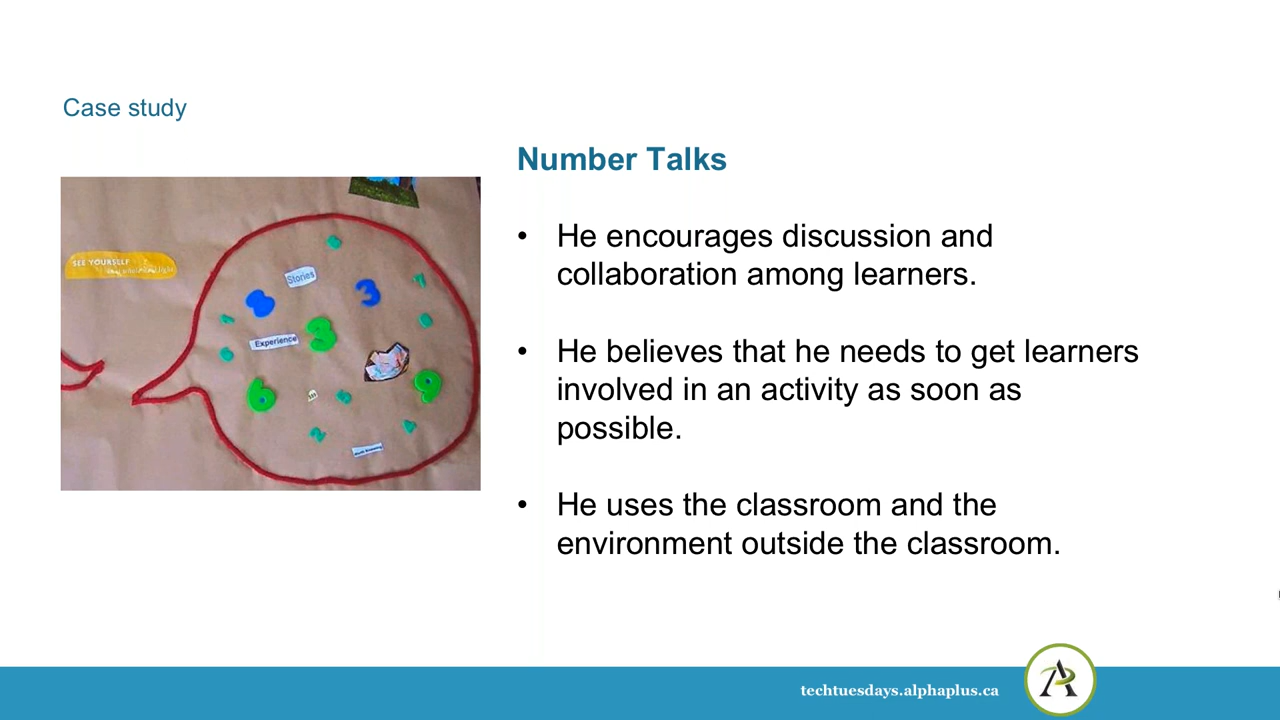 Case study
Number Talks
• He encourages discussion and
collaboration among learners.
• He believes that he needs to get learners
involved in an activity as soon as
possible.
• He uses the classroom and the
environment outside the classroom.
SEE YOURSELF
Stories
3
3
Experience
6
9
techtuesdays.alphaplus.ca